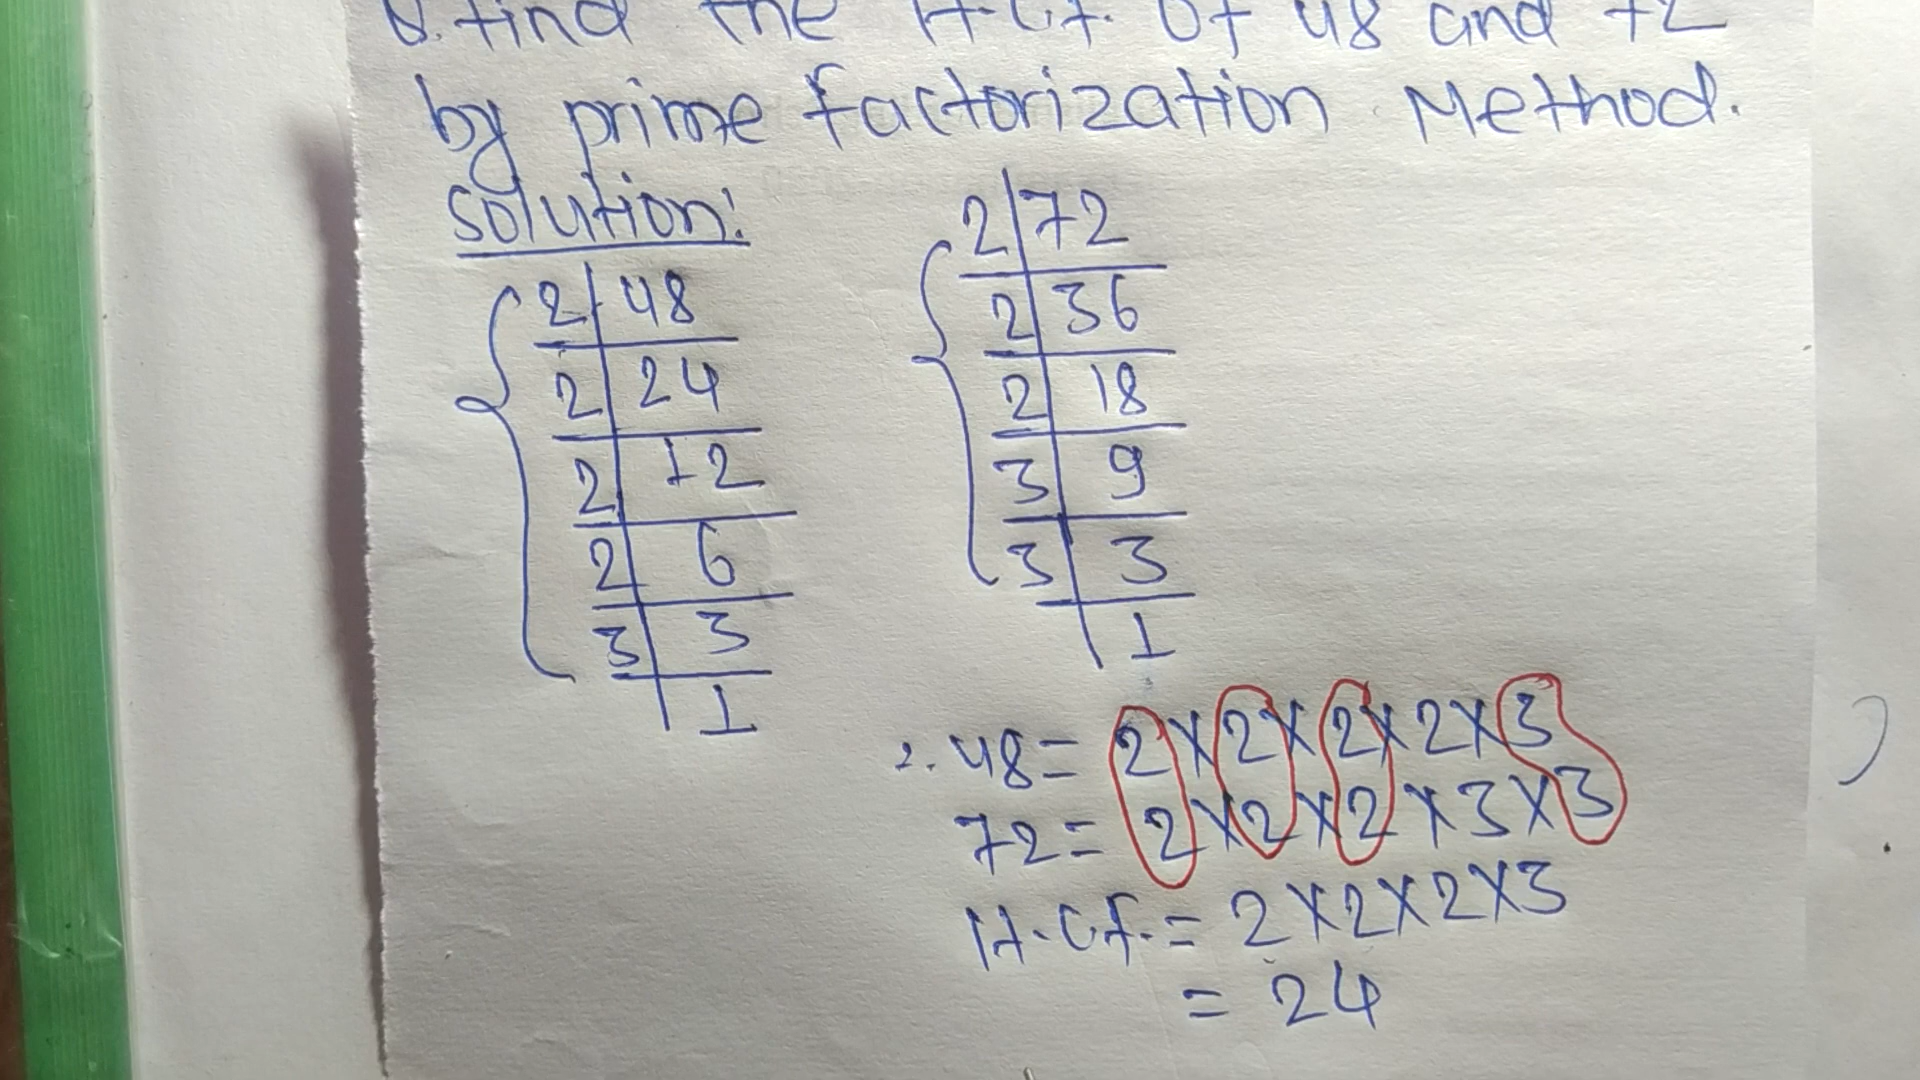 Q. Find the H.C.F. of 48 and 72
by prime factorization Method.
Solution:
2 | 48
2 | 24
2 | 12
2 | 6
3 | 3
| 1
2 | 72
2 | 36
2 | 18
3 | 9
3 | 3
| 1
∴ 48 = 2×2×2×2×3
72 = 2×2×2×3×3
H.C.F. = 2×2×2×3
= 24